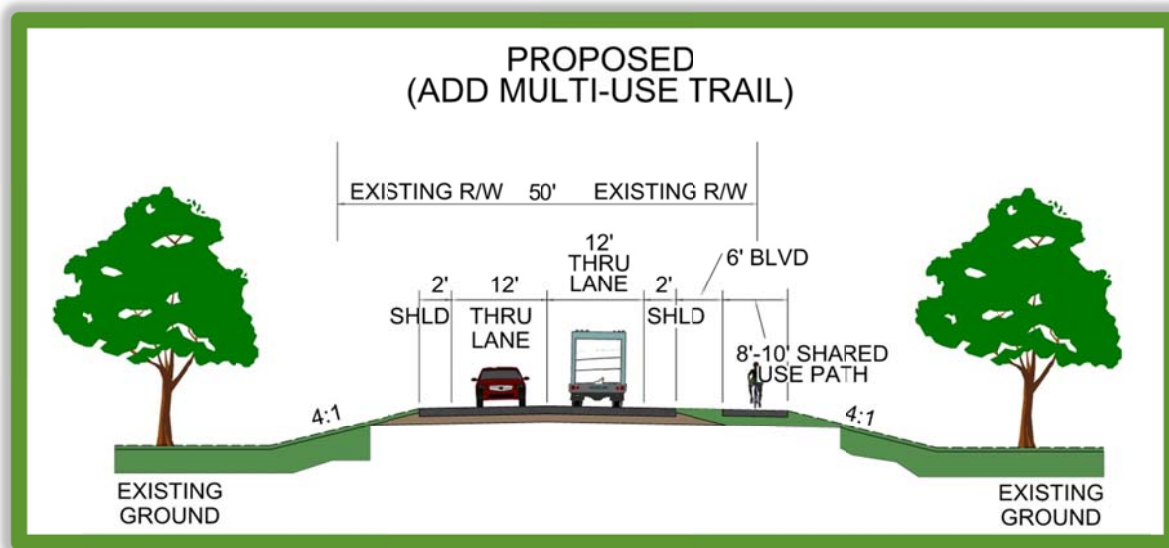 PROPOSED
(ADD MULTI-USE TRAIL)
EXISTING R/W 50' EXISTING R/W
2'
SHLD
12'
THRU
LANE
12'
THRU
LANE
2'
SHLD
6' BLVD
8'-10' SHARED
USE PATH
4:1
4:1
EXISTING
GROUND
EXISTING
GROUND